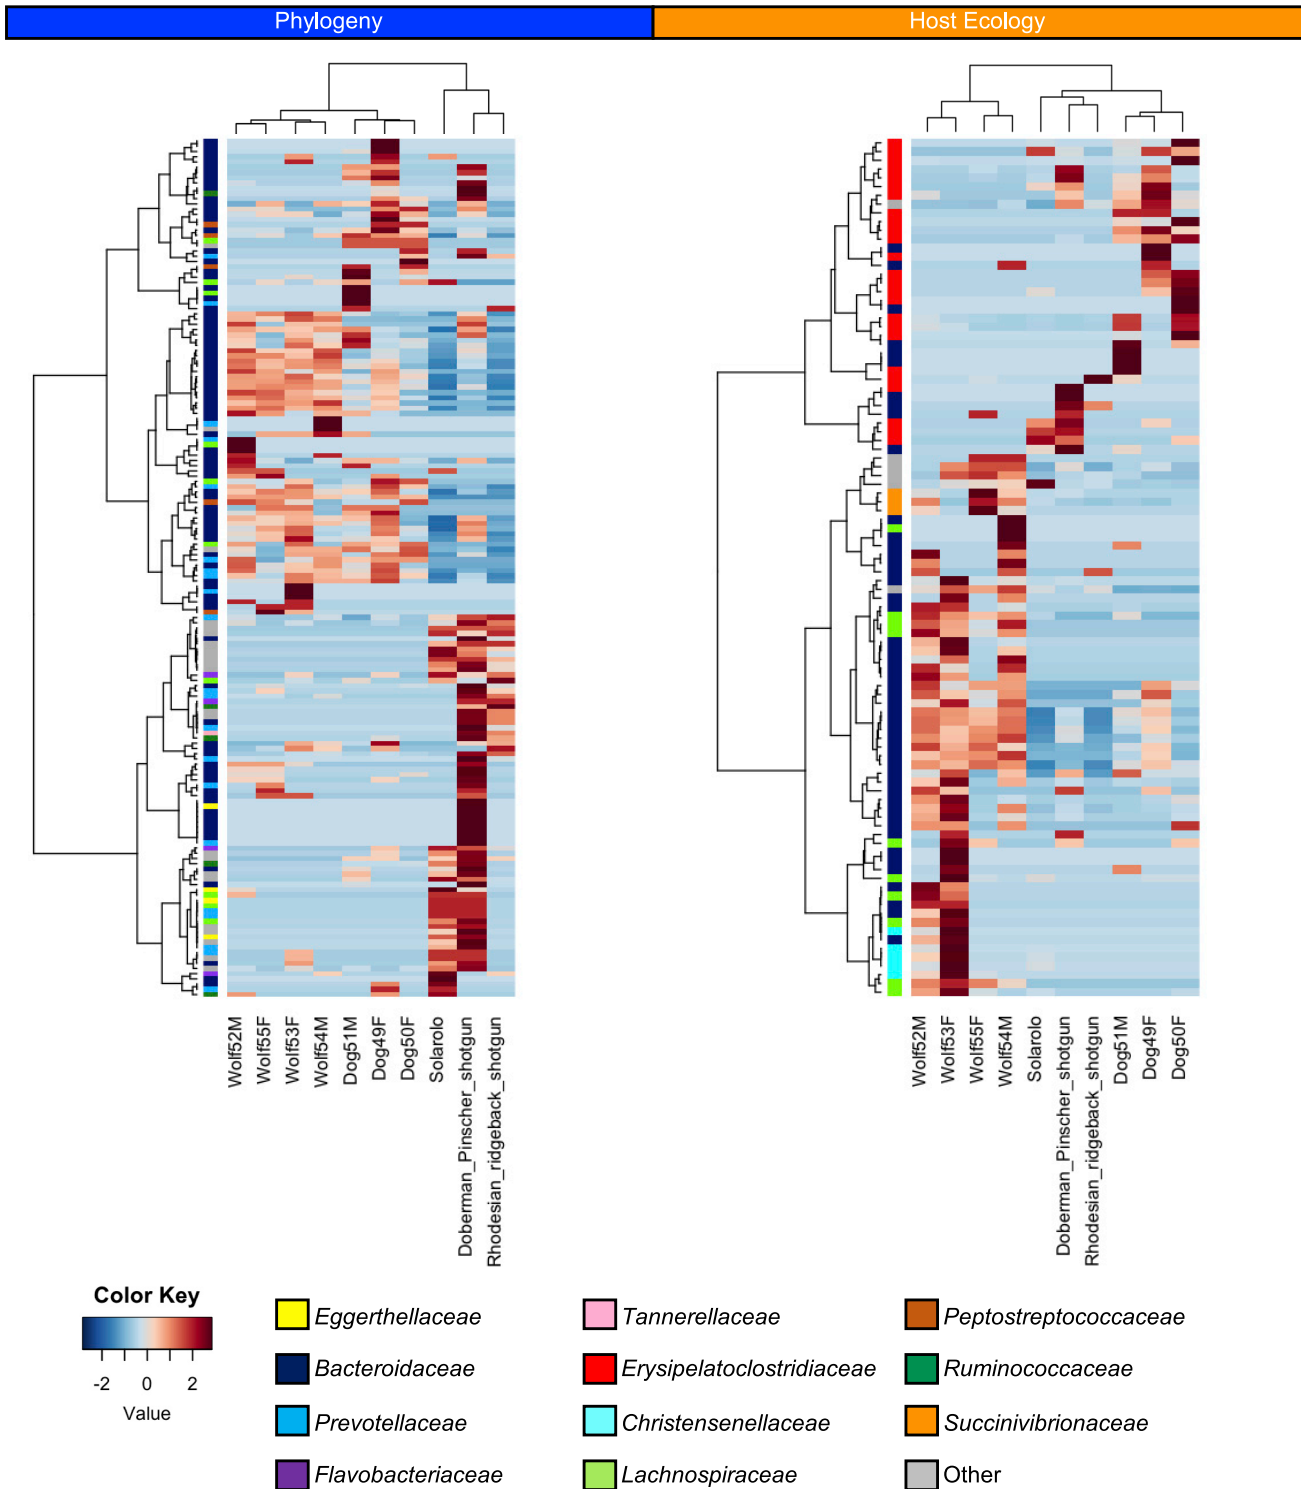 Phylogeny
Host Ecology
Wolf52M
Wolf55F
Wolf53F
Wolf54M
Dog51M
Dog49F
Dog50F
Solarolo
Doberman_Pinscher_shotgun
Rhodesian_ridgeback_shotgun
Wolf52M
Wolf53F
Wolf55F
Wolf54M
Solarolo
Doberman_Pinscher_shotgun
Rhodesian_ridgeback_shotgun
Dog51M
Dog49F
Dog50F
Color Key
-2 0 2
Value
Eggerthellaceae
Bacteroidaceae
Prevotellaceae
Flavobacteriaceae
Tannerellaceae
Erysipelatoclostridiaceae
Christensenellaceae
Lachnospiraceae
Peptostreptococcaceae
Ruminococcaceae
Succinivibrionaceae
Other